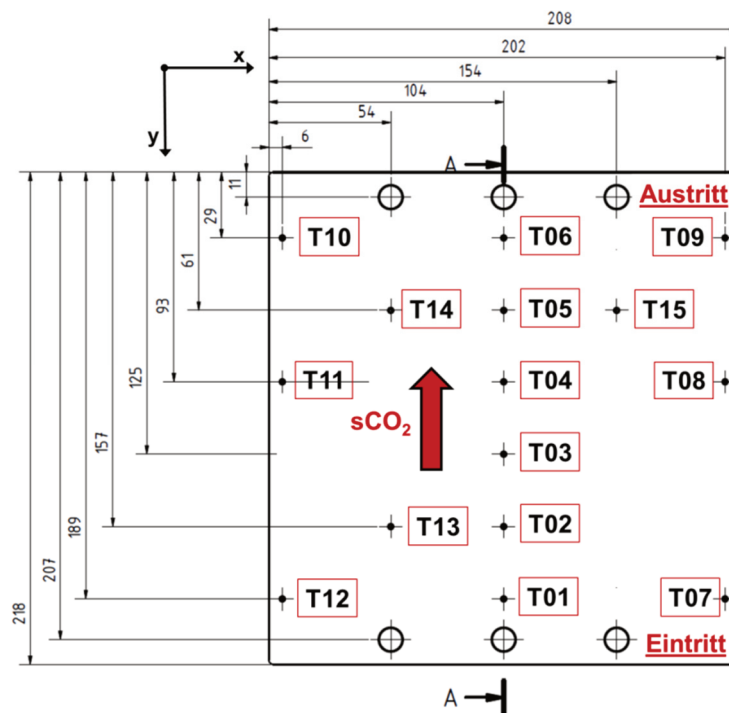 208
x
202
154
104
54
y
6
A
11
Austritt
29
T10
T06
T09
61
T14
T05
T15
93
T11
T04
T08
125
sCO₂
T03
157
T13
T02
189
T12
T01
T07
207
218
Eintritt
A